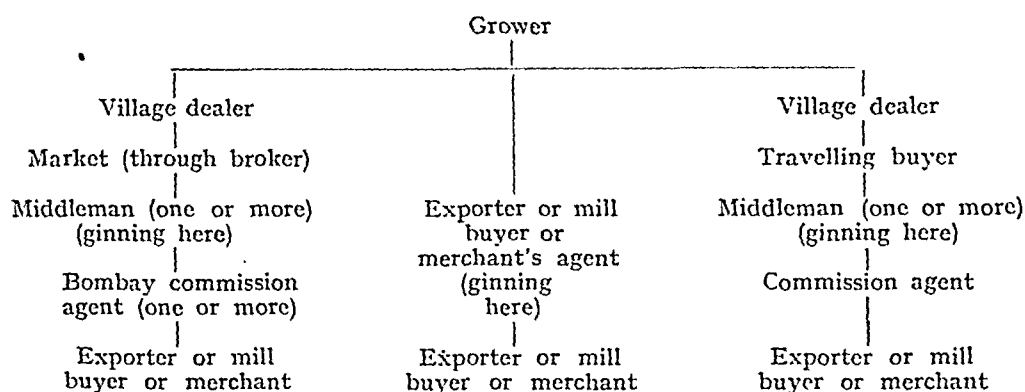 Grower
Village dealer
Market (through broker)
Middleman (one or more)
(ginning here)
Bombay commission
agent (one or more)
Exporter or mill
buyer or merchant
Exporter or mill
buyer or
merchant's agent
(ginning
here)
Exporter or mill
buyer or merchant
Village dealer
Travelling buyer
Middleman (one or more)
(ginning here)
Commission agent
Exporter or mill
buyer or merchant